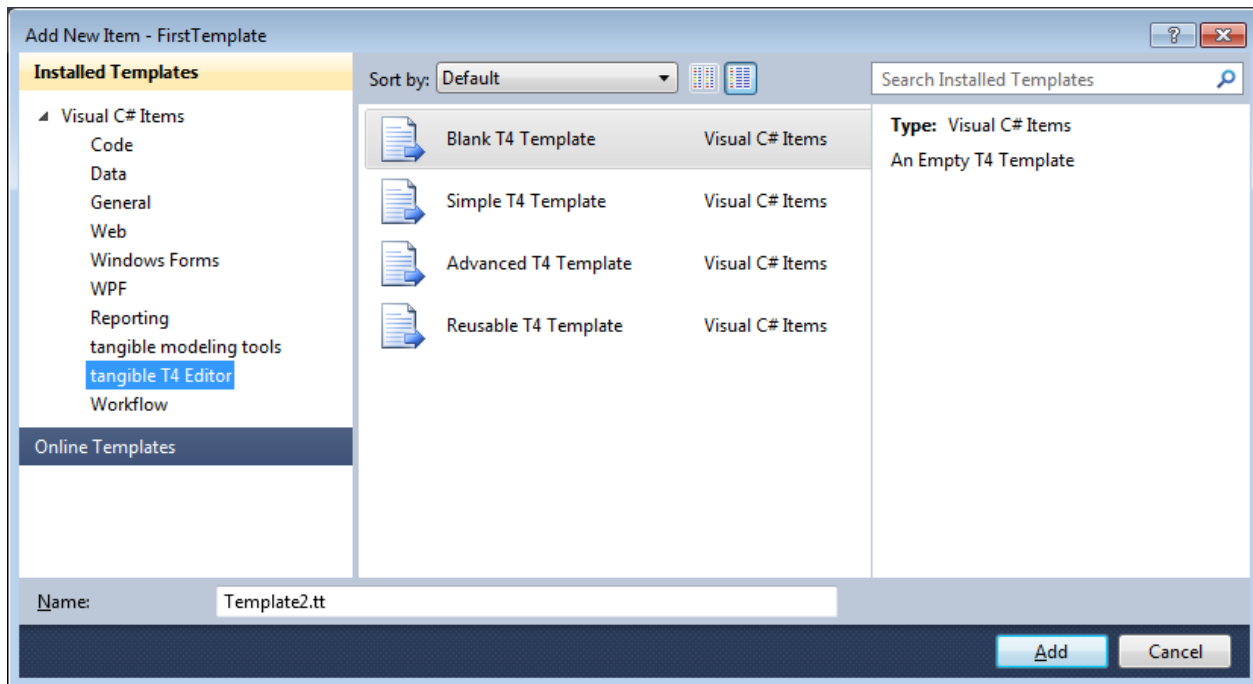 Add New Item - FirstTemplate
Installed Templates
Visual C# Items
Code
Data
General
Web
Windows Forms
WPF
Reporting
tangible modeling tools
tangible T4 Editor
Workflow
Online Templates
Sort by: Default
Blank T4 Template Visual C# Items
Simple T4 Template Visual C# Items
Advanced T4 Template Visual C# Items
Reusable T4 Template Visual C# Items
Search Installed Templates
Type: Visual C# Items
An Empty T4 Template
Name: Template2.tt
Add Cancel